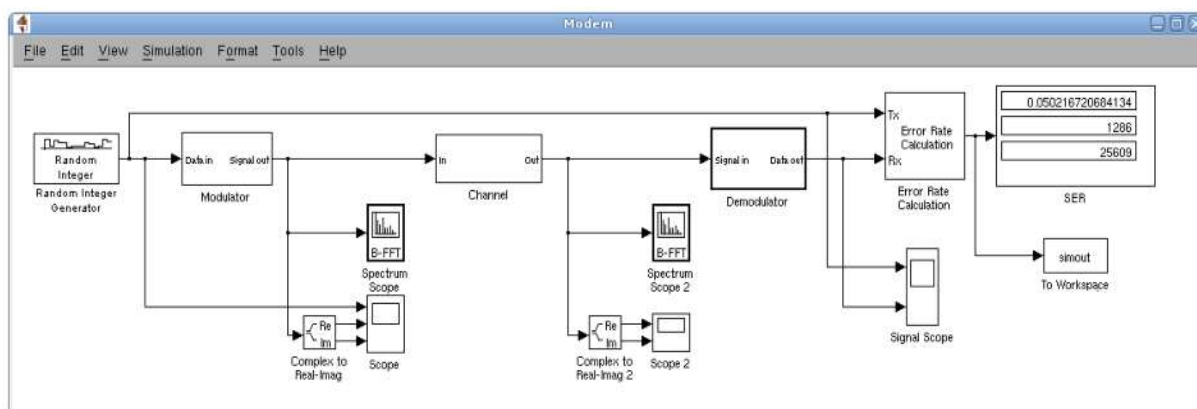 Modem
File Edit View Simulation Format Tools Help
Random
Integer
Random Integer
Generator
Data in Signal out
Modulator
In Out
Channel
Signal in Data out
Demodulator
Tx
Rx
Error Rate
Calculation
Error Rate
Calculation
0.050216720684134
1286
25609
SER
B-FFT
Spectrum
Scope
B-FFT
Spectrum
Scope 2
simout
To Workspace
Signal Scope
Re
Im
Complex to
Real-Imag
Scope
Re
Im
Complex to
Real-Imag 2
Scope 2